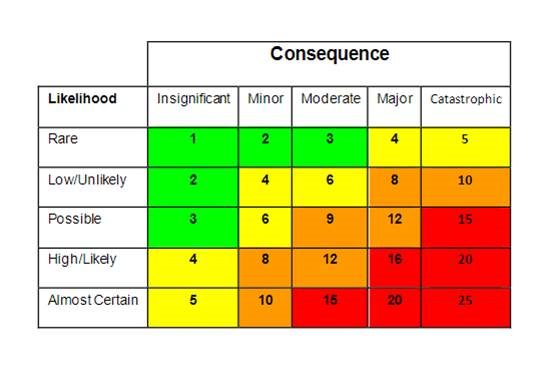 Consequence
Likelihood Insignificant Minor Moderate Major Catastrophic
Rare 1 2 3 4 5
Low/Unlikely 2 4 6 8 10
Possible 3 6 9 12 15
High/Likely 4 8 12 16 20
Almost Certain 5 10 15 20 25